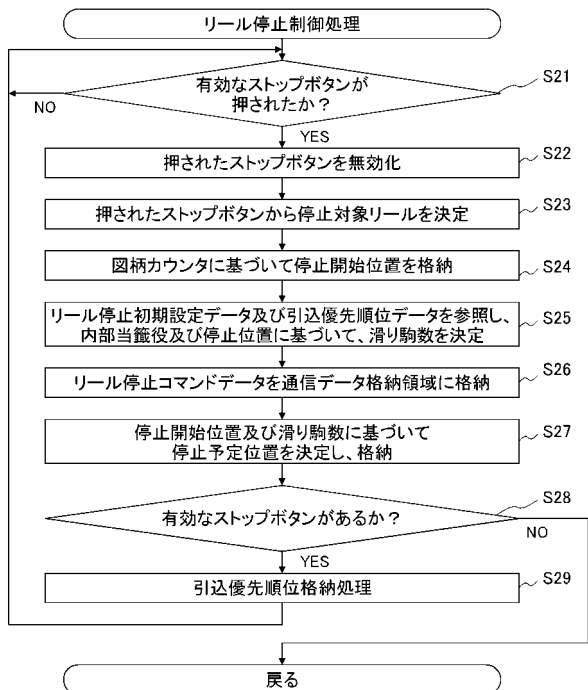 リール停止制御処理
有効なストップボタンが
押されたか？
S21
NO
YES
押されたストップボタンを無効化
S22
押されたストップボタンから停止対象リールを決定
S23
図柄カウンタに基づいて停止開始位置を格納
S24
リール停止初期設定データ及び引込優先順位データを参照し、
内部当籤役及び停止位置に基づいて、滑り駒数を決定
S25
リール停止コマンドデータを通信データ格納領域に格納
S26
停止開始位置及び滑り駒数に基づいて
停止予定位置を決定し、格納
S27
有効なストップボタンがあるか？
S28
NO
YES
引込優先順位格納処理
S29
戻る